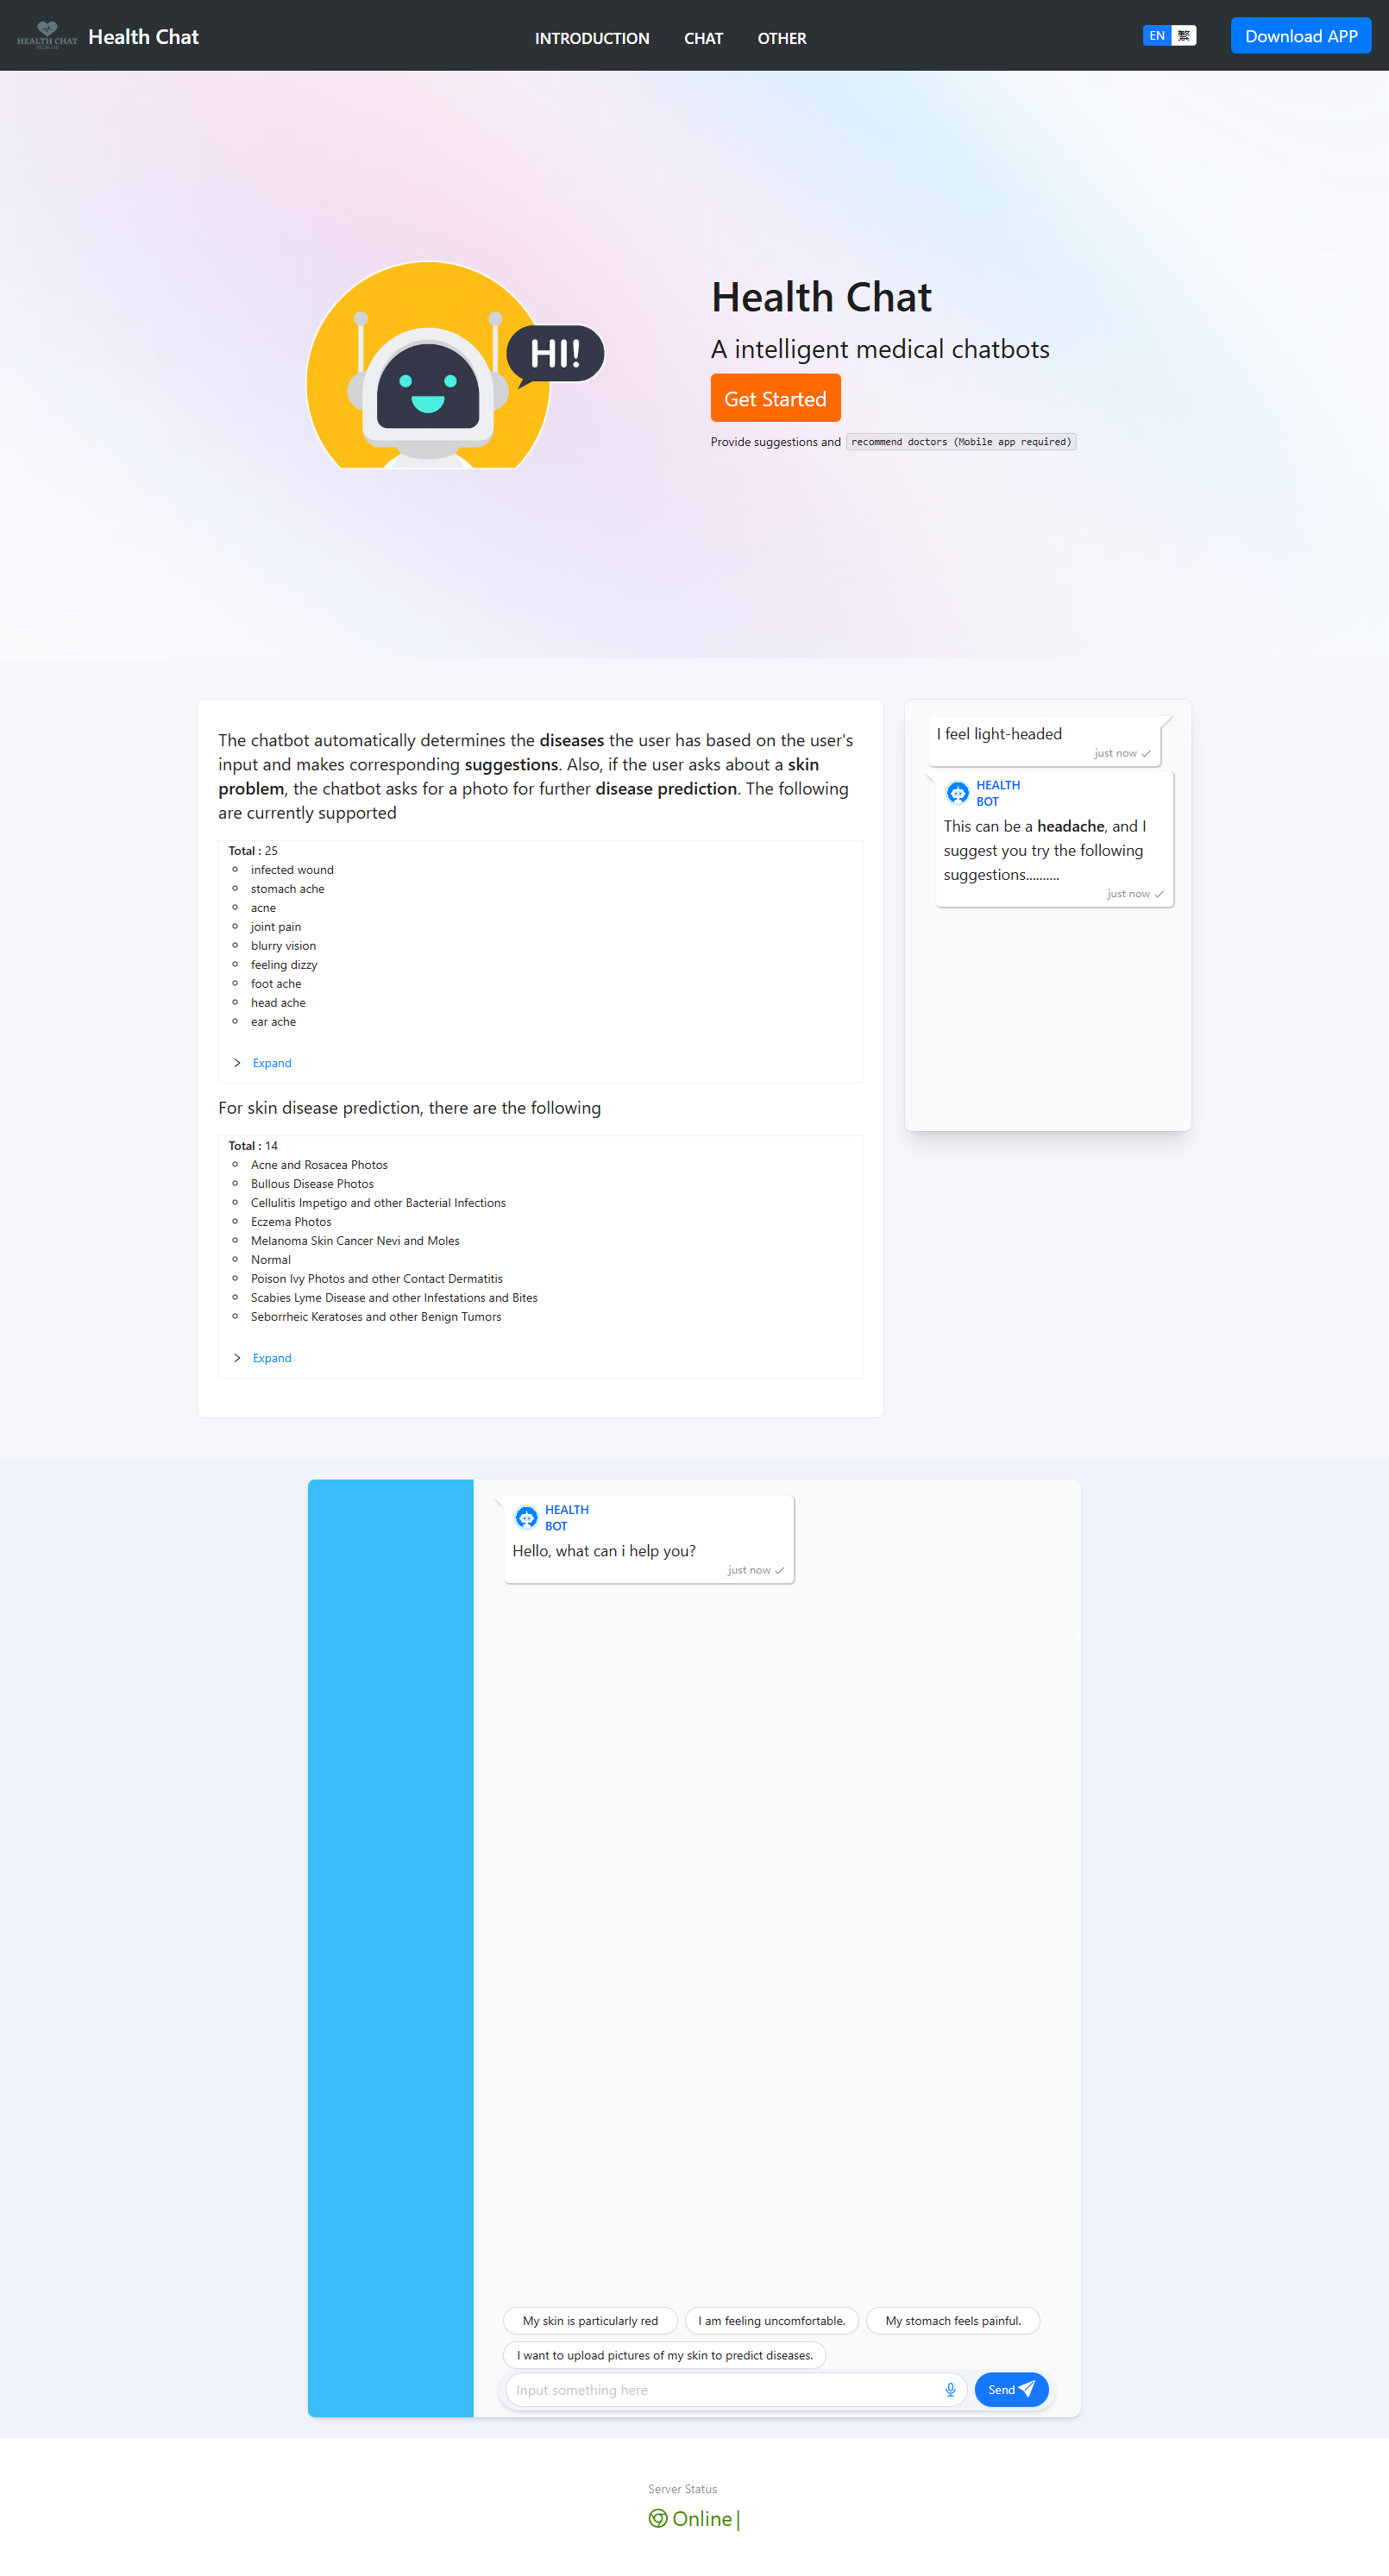 HEALTH CHAT
Health Chat
INTRODUCTION
CHAT
OTHER
EN
繁
Download APP
HI!
Health Chat
A intelligent medical chatbots
Get Started
Provide suggestions and recommend doctors (Mobile app required)
The chatbot automatically determines the diseases the user has based on the user's
input and makes corresponding suggestions. Also, if the user asks about a skin
problem, the chatbot asks for a photo for further disease prediction. The following
are currently supported
Total : 25
infected wound
stomach ache
acne
joint pain
blurry vision
feeling dizzy
foot ache
head ache
ear ache
Expand
For skin disease prediction, there are the following
Total : 14
Acne and Rosacea Photos
Bullous Disease Photos
Cellulitis Impetigo and other Bacterial Infections
Eczema Photos
Melanoma Skin Cancer Nevi and Moles
Normal
Poison Ivy Photos and other Contact Dermatitis
Scabies Lyme Disease and other Infestations and Bites
Seborrheic Keratoses and other Benign Tumors
Expand
I feel light-headed
just now
HEALTH
BOT
This can be a headache, and I
suggest you try the following
suggestions..........
just now
HEALTH
BOT
Hello, what can i help you?
just now
My skin is particularly red
I am feeling uncomfortable.
My stomach feels painful.
I want to upload pictures of my skin to predict diseases.
Input something here
Send
Server Status
Online|